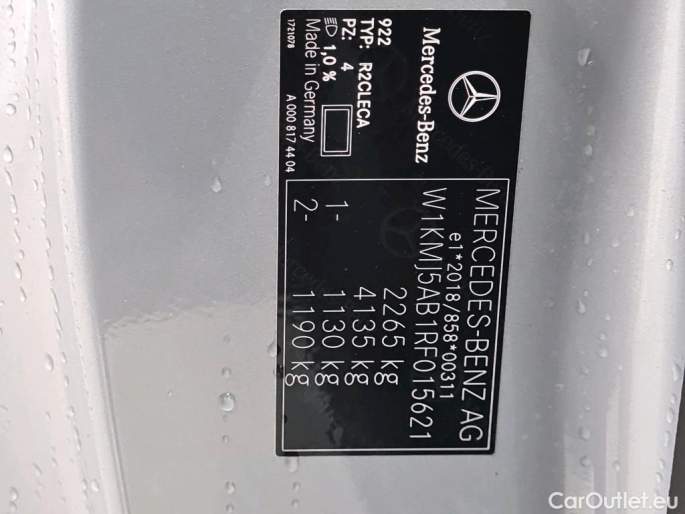 Mercedes-Benz
922
TYP: R2CLECA
PZ: 4
1,0 %
Made in Germany
1721078
A 000 817 44 04
MERCEDES-BENZ AG
e1*2018/858*00311
W1KMJ5AB1RF015621
2265 kg
4135 kg
1- 1130 kg
2- 1190 kg
CarOutlet.eu